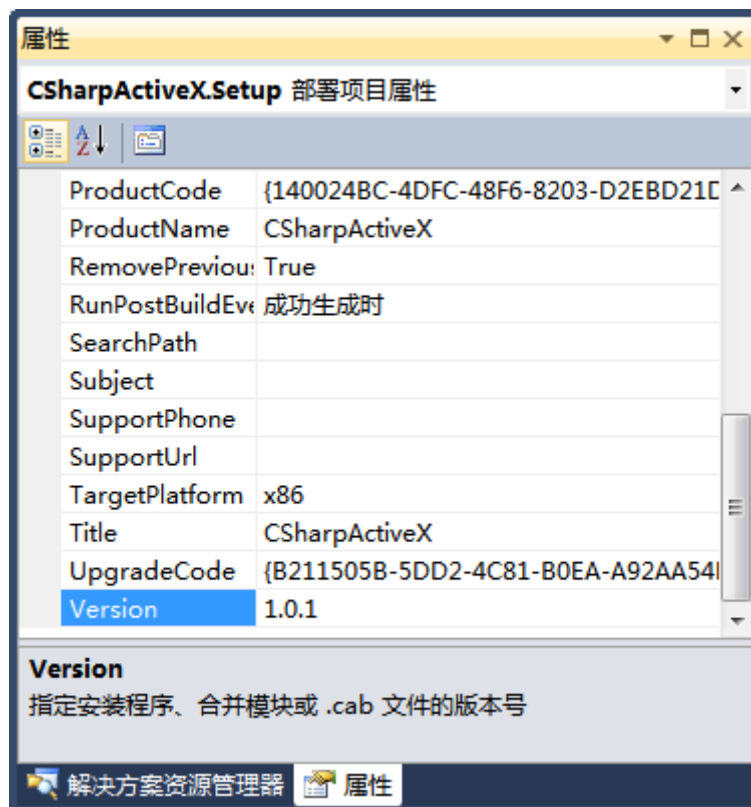 属性
CSharpActiveX.Setup 部署项目属性
ProductCode {140024BC-4DFC-48F6-8203-D2EBD21D
ProductName CSharpActiveX
RemovePrevious True
RunPostBuildEve 成功生成时
SearchPath
Subject
SupportPhone
SupportUrl
TargetPlatform x86
Title CSharpActiveX
UpgradeCode {B211505B-5DD2-4C81-B0EA-A92AA54
Version 1.0.1
Version
指定安装程序、合并模块或 .cab 文件的版本号
解决方案资源管理器 属性